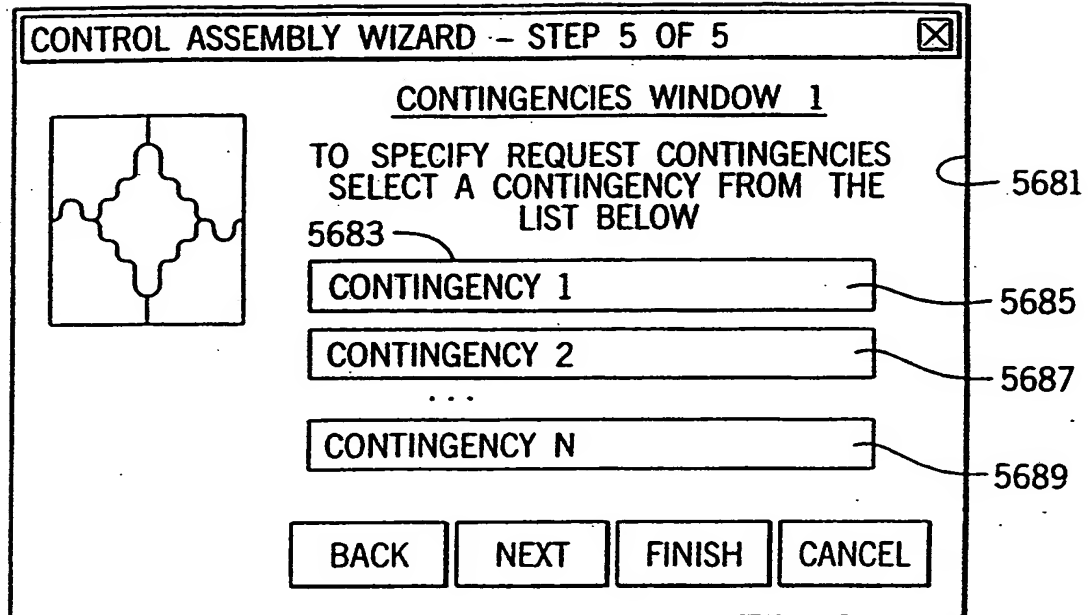 CONTROL ASSEMBLY WIZARD - STEP 5 OF 5
CONTINGENCIES WINDOW 1
TO SPECIFY REQUEST CONTINGENCIES
SELECT A CONTINGENCY FROM THE
LIST BELOW
5681
5683
CONTINGENCY 1
5685
CONTINGENCY 2
5687
...
CONTINGENCY N
5689
BACK NEXT FINISH CANCEL